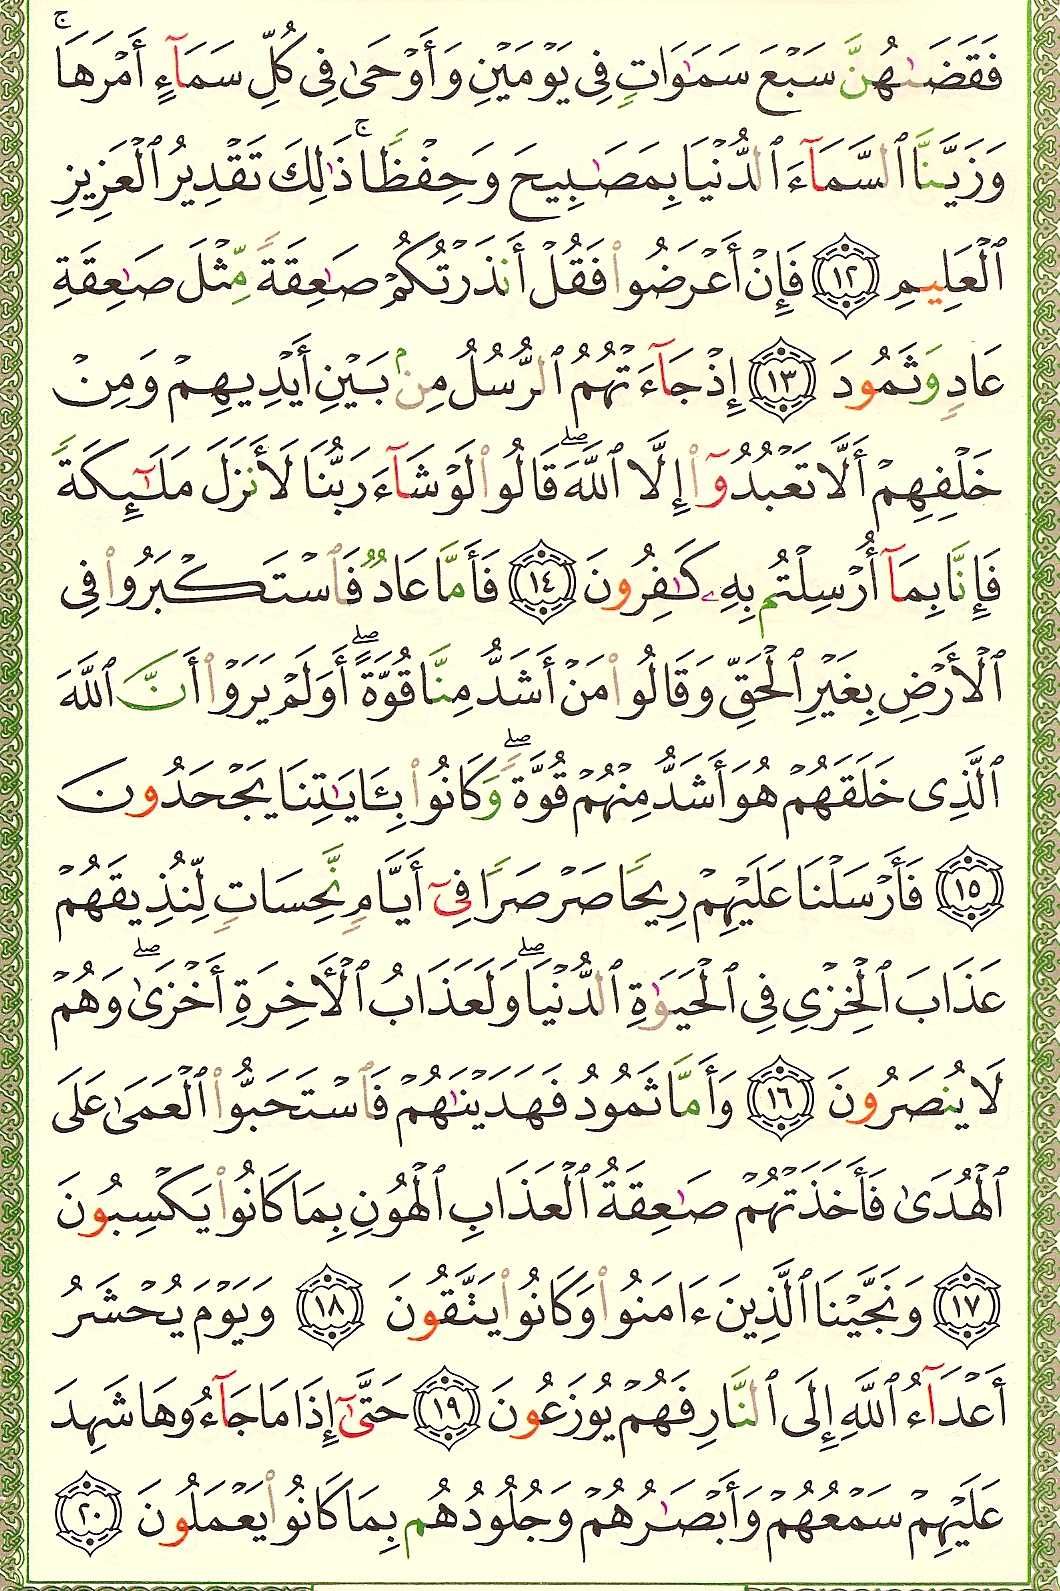 فَقَضَىٰهُنَّ سَبۡعَ سَمَٰوَاتٖ فِي يَوۡمَيۡنِ وَأَوۡحَىٰ فِي كُلِّ سَمَآءٍ أَمۡرَهَاۚ
وَزَيَّنَّا ٱلسَّمَآءَ ٱلدُّنۡيَا بِمَصَٰبِيحَ وَحِفۡظٗاۚ ذَٰلِكَ تَقۡدِيرُ ٱلۡعَزِيزِ
ٱلۡعَلِيمِ ١٢ فَإِنۡ أَعۡرَضُواْ فَقُلۡ أَنذَرۡتُكُمۡ صَٰعِقَةٗ مِّثۡلَ صَٰعِقَةِ
عَادٖ وَثَمُودَ ١٣ إِذۡ جَآءَتۡهُمُ ٱلرُّسُلُ مِنۢ بَيۡنِ أَيۡدِيهِمۡ وَمِنۡ
خَلۡفِهِمۡ أَلَّا تَعۡبُدُوٓاْ إِلَّا ٱللَّهَۖ قَالُواْ لَوۡ شَآءَ رَبُّنَا لَأَنزَلَ مَلَٰٓئِكَةٗ
فَإِنَّا بِمَآ أُرۡسِلۡتُم بِهِۦ كَٰفِرُونَ ١٤ فَأَمَّا عَادٞ فَٱسۡتَكۡبَرُواْ فِي
ٱلۡأَرۡضِ بِغَيۡرِ ٱلۡحَقِّ وَقَالُواْ مَنۡ أَشَدُّ مِنَّا قُوَّةًۖ أَوَلَمۡ يَرَوۡاْ أَنَّ ٱللَّهَ
ٱلَّذِي خَلَقَهُمۡ هُوَ أَشَدُّ مِنۡهُمۡ قُوَّةٗۖ وَكَانُواْ بِـَٔايَٰتِنَا يَجۡحَدُونَ
١٥ فَأَرۡسَلۡنَا عَلَيۡهِمۡ رِيحٗا صَرۡصَرٗا فِيٓ أَيَّامٖ نَّحِسَاتٖ لِّنُذِيقَهُمۡ
عَذَابَ ٱلۡخِزۡيِ فِي ٱلۡحَيَوٰةِ ٱلدُّنۡيَاۖ وَلَعَذَابُ ٱلۡأٓخِرَةِ أَخۡزَىٰۖ وَهُمۡ
لَا يُنصَرُونَ ١٦ وَأَمَّا ثَمُودُ فَهَدَيۡنَٰهُمۡ فَٱسۡتَحَبُّواْ ٱلۡعَمَىٰ عَلَى
ٱلۡهُدَىٰ فَأَخَذَتۡهُمۡ صَٰعِقَةُ ٱلۡعَذَابِ ٱلۡهُونِ بِمَا كَانُواْ يَكۡسِبُونَ
١٧ وَنَجَّيۡنَا ٱلَّذِينَ ءَامَنُواْ وَكَانُواْ يَتَّقُونَ ١٨ وَيَوۡمَ يُحۡشَرُ
أَعۡدَآءُ ٱللَّهِ إِلَى ٱلنَّارِ فَهُمۡ يُوزَعُونَ ١٩ حَتَّىٰٓ إِذَا مَا جَآءُوهَا شَهِدَ
عَلَيۡهِمۡ سَمۡعُهُمۡ وَأَبۡصَٰرُهُمۡ وَجُلُودُهُم بِمَا كَانُواْ يَعۡمَلُونَ ٢٠